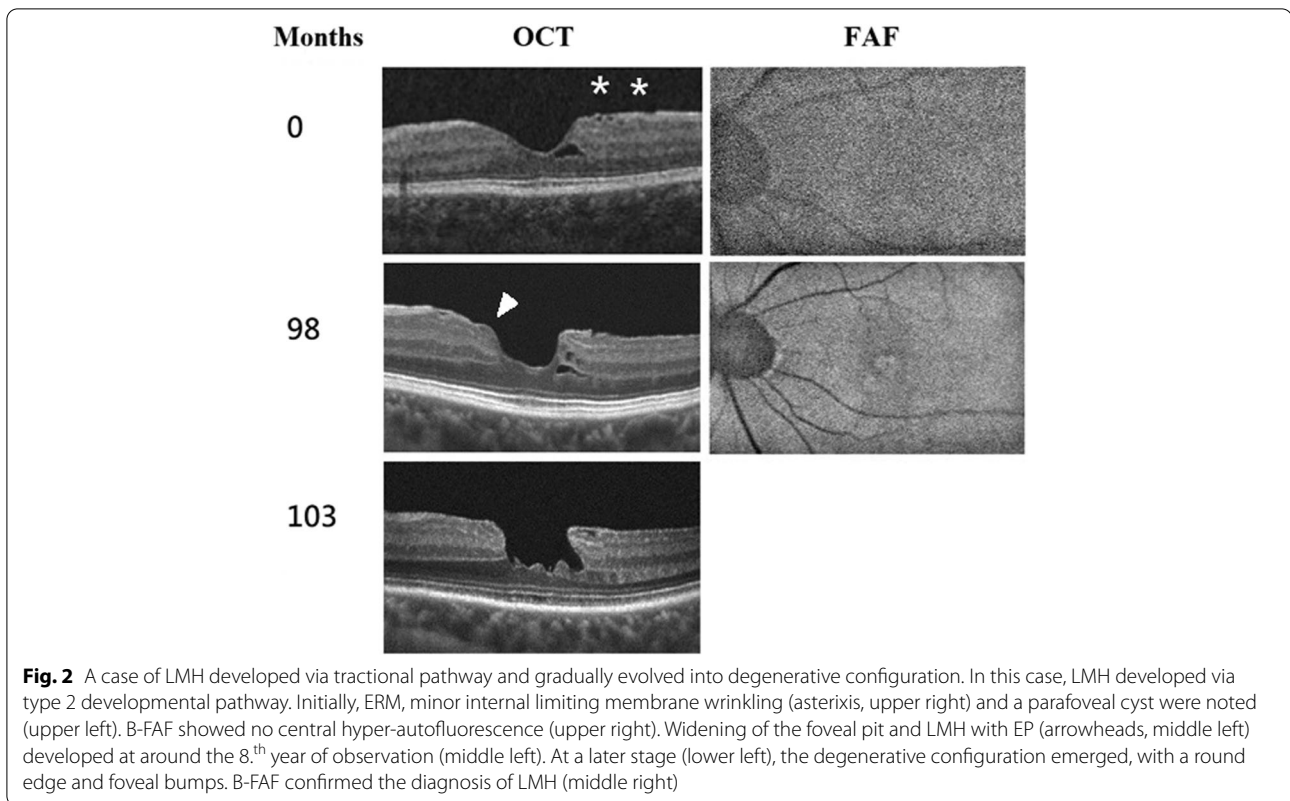 Months OCT FAF
* *
0
98
103
Fig. 2 A case of LMH developed via tractional pathway and gradually evolved into degenerative configuration. In this case, LMH developed via
type 2 developmental pathway. Initially, ERM, minor internal limiting membrane wrinkling (asterixis, upper right) and a parafoveal cyst were noted
(upper left). B-FAF showed no central hyper-autofluorescence (upper right). Widening of the foveal pit and LMH with EP (arrowheads, middle left)
developed at around the 8.th year of observation (middle left). At a later stage (lower left), the degenerative configuration emerged, with a round
edge and foveal bumps. B-FAF confirmed the diagnosis of LMH (middle right)